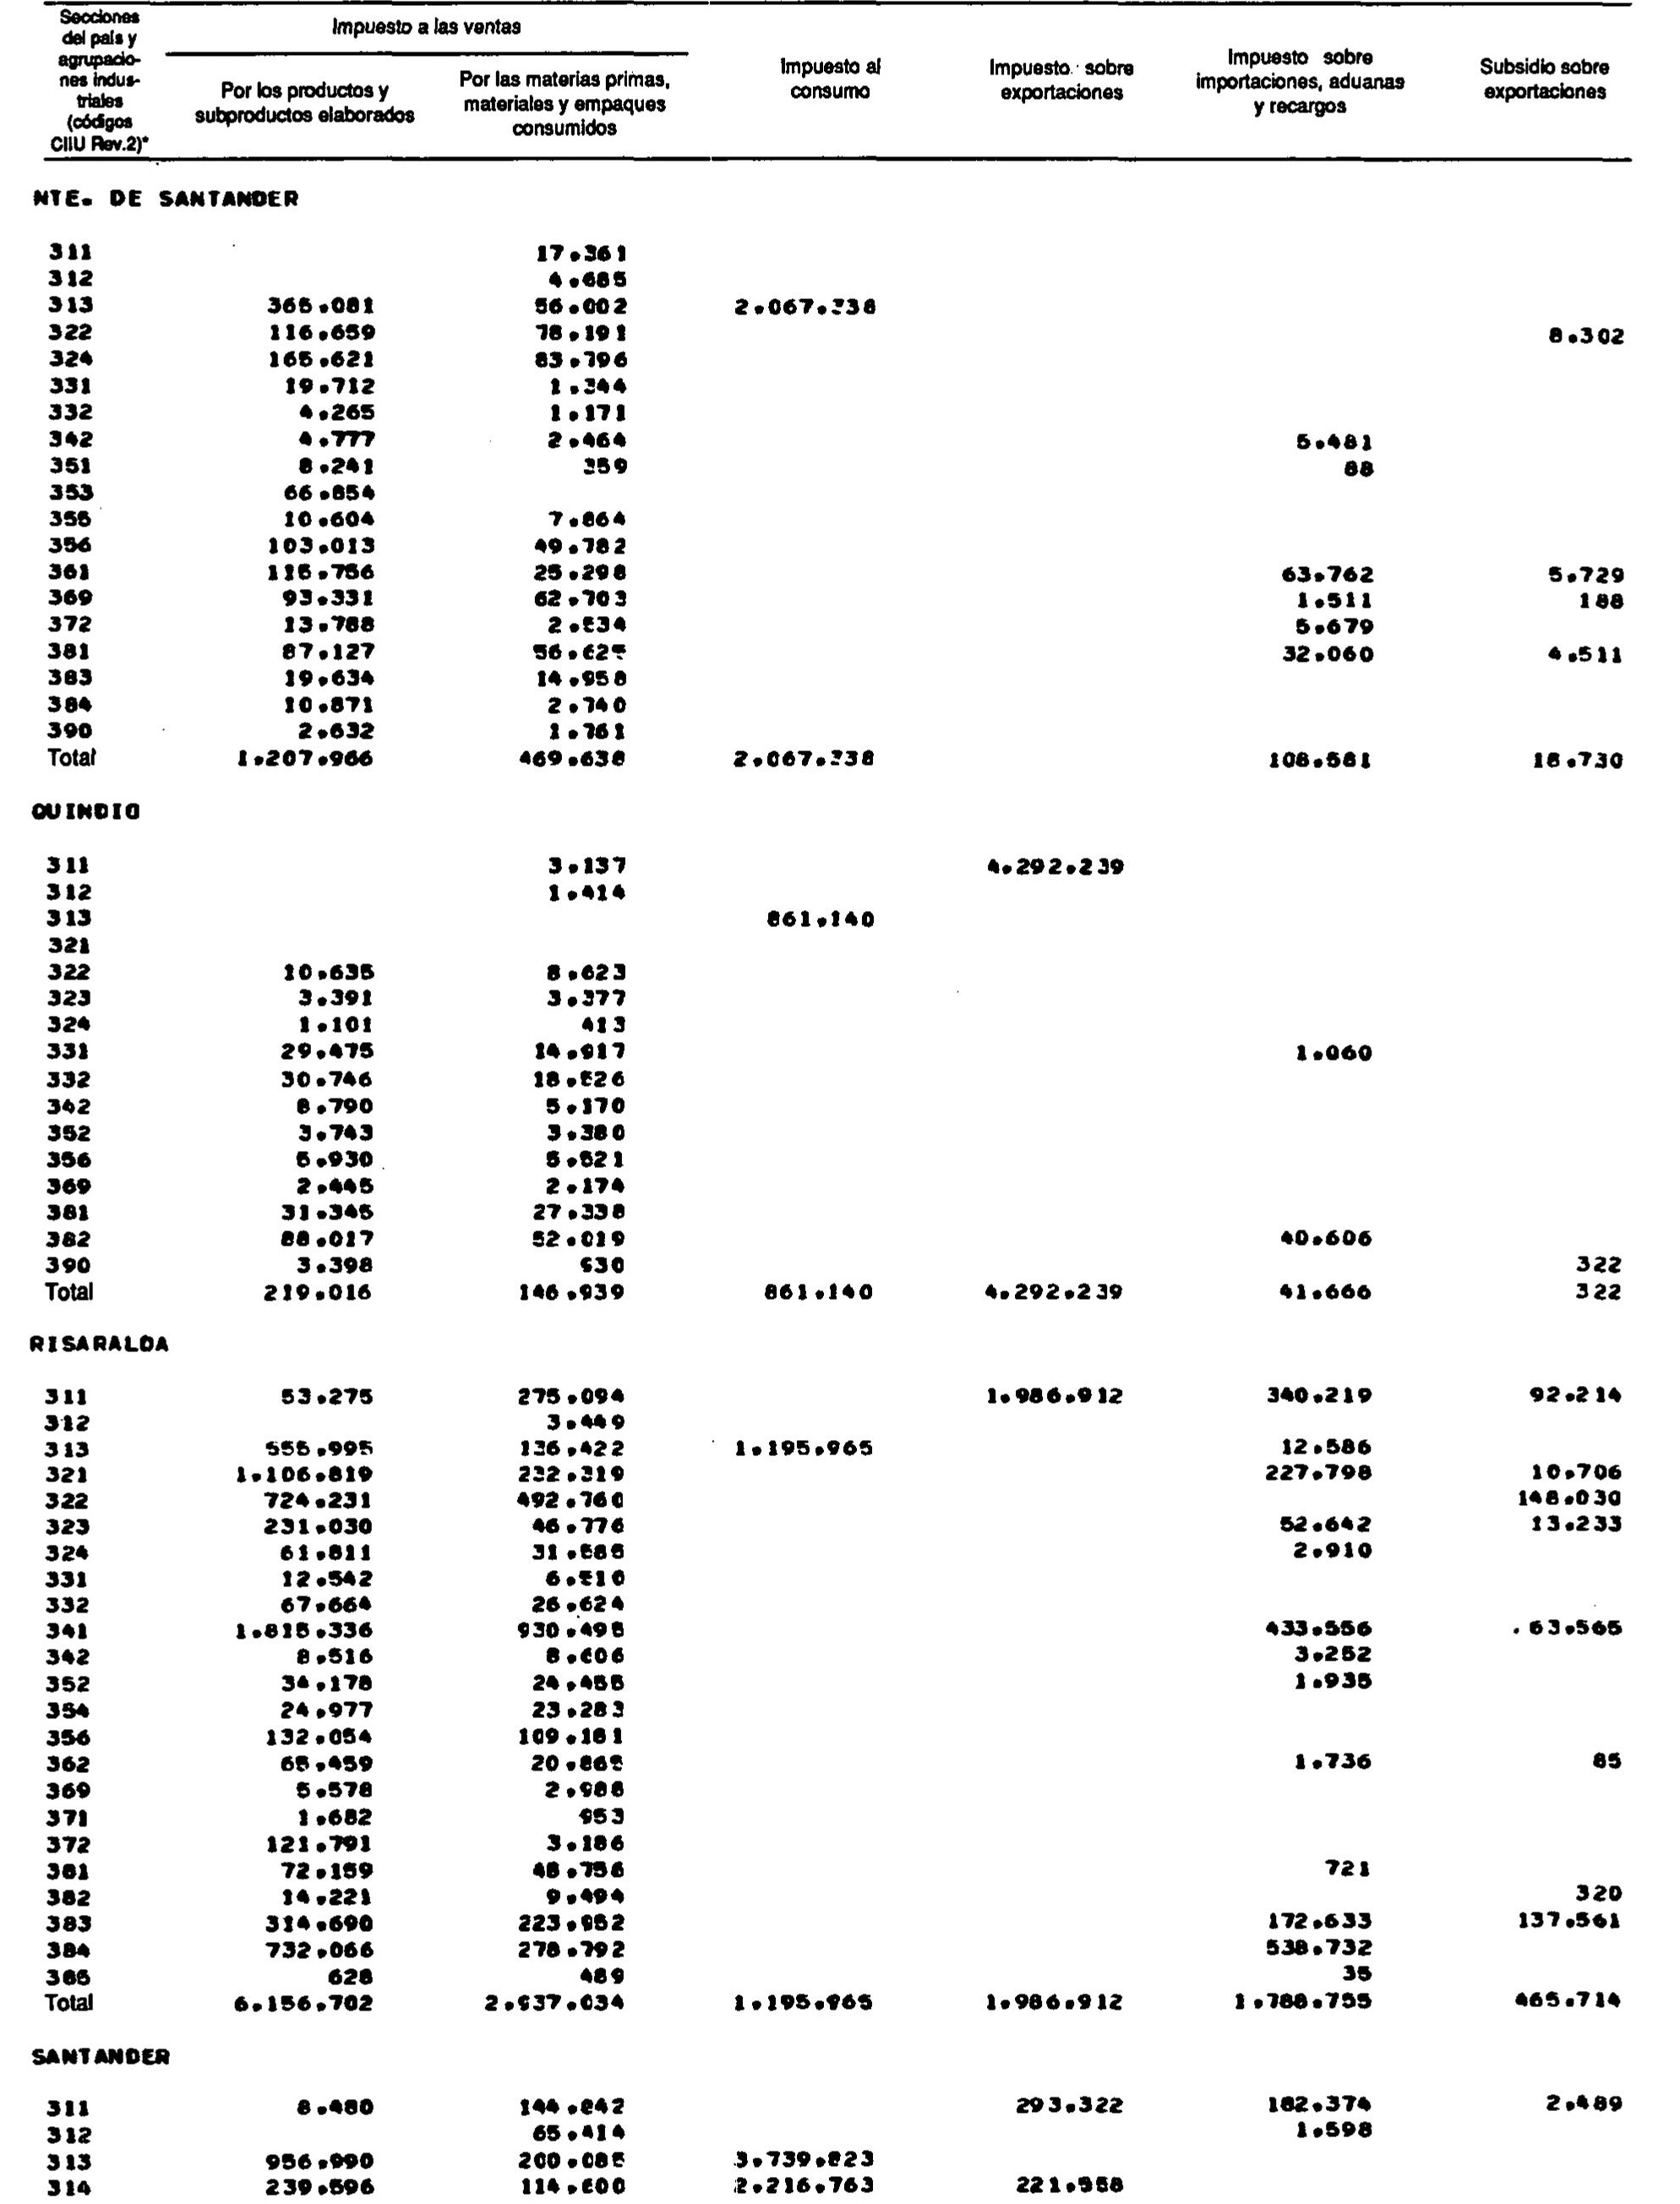 Secciones
del país y
agrupacio-
nes indus-
triales
(códigos
CIIU Rev.2)*
Impuesto a las ventas
Por los productos y
subproductos elaborados
Por las materias primas,
materiales y empaques
consumidos
Impuesto al
consumo
Impuesto sobre
exportaciones
Impuesto sobre
importaciones, aduanas
y recargos
Subsidio sobre
exportaciones
NTE. DE SANTANDER
311 17.361
312 4.685
313 365.081 56.002 2.067.338
322 116.659 78.191 8.302
324 165.621 83.796
331 19.712 1.344
332 4.265 1.171
342 4.777 2.464 5.481
351 8.241 359 88
353 66.854
355 10.604 7.864
356 103.013 49.782
361 115.756 25.298 63.762 5.729
369 93.331 62.703 1.511 188
372 13.788 2.534 5.679
381 87.127 56.625 32.060 4.511
383 19.634 14.958
384 10.871 2.740
390 2.632 1.761
Total 1.207.966 469.638 2.067.338 108.581 18.730
QUINDIO
311 3.137 4.292.239
312 1.414
313 861.140
321
322 10.635 8.623
323 3.391 3.377
324 1.101 413
331 29.475 14.917 1.060
332 30.746 18.526
342 8.790 5.170
352 3.743 3.380
356 5.930 5.521
369 2.445 2.174
381 31.345 27.338
382 88.017 52.019 40.606
390 3.398 930 322
Total 219.016 146.939 861.140 4.292.239 41.666 322
RISARALDA
311 53.275 275.094 1.986.912 340.219 92.214
312 3.449
313 555.995 136.422 1.195.965 12.586
321 1.106.819 232.319 227.798 10.706
322 724.231 492.760 148.030
323 231.030 46.776 52.642 13.233
324 61.811 31.585 2.910
331 12.542 6.510
332 67.664 26.624
341 1.815.336 930.495 433.556 63.565
342 8.516 8.606 3.252
352 34.178 24.455 1.935
354 24.977 23.283
356 132.054 109.181
362 65.459 20.865 1.736 85
369 5.578 2.988
371 1.682 953
372 121.791 3.186
381 72.159 48.756 721
382 14.221 9.494 320
383 314.690 223.952 172.633 137.561
384 732.066 278.792 538.732
385 628 489 35
Total 6.156.702 2.937.034 1.195.965 1.986.912 1.788.755 465.714
SANTANDER
311 8.480 144.842 293.322 182.374 2.489
312 65.414 1.598
313 956.990 200.085 3.739.823
314 239.596 114.600 2.216.763 221.958